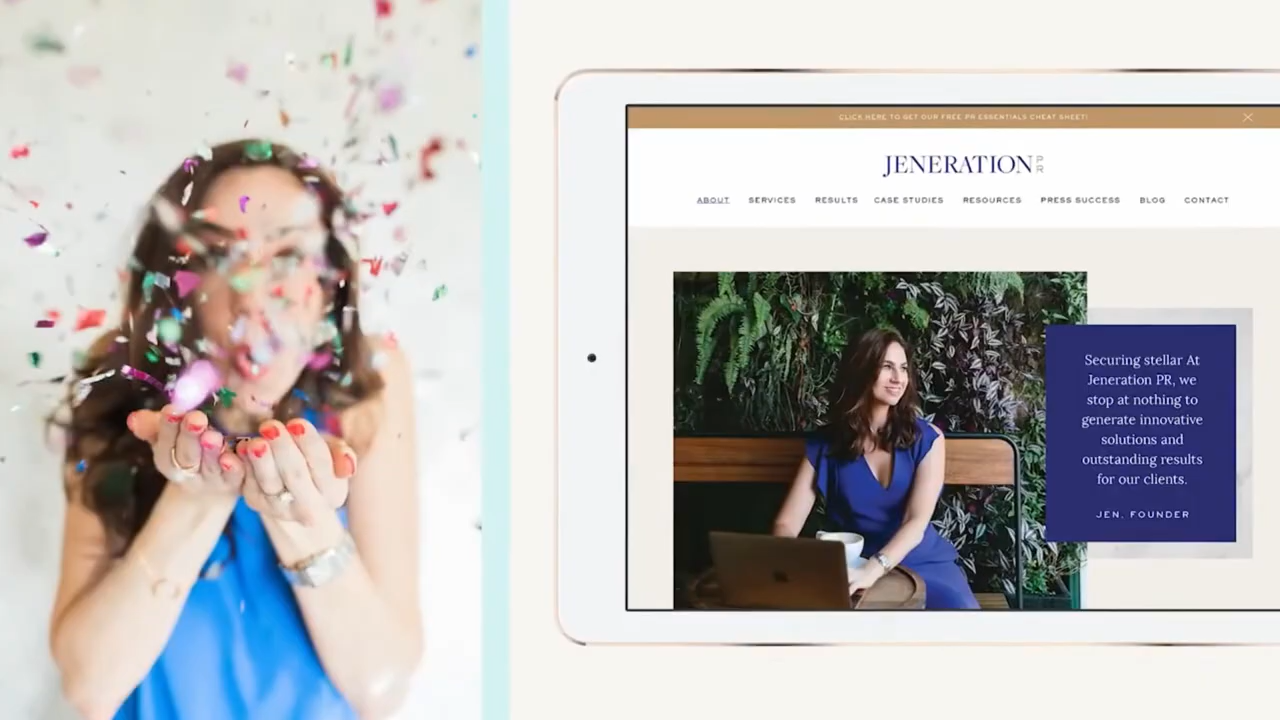 CLICK HERE TO GET OUR FREE PR ESSENTIALS CHEAT SHEET!
JENERATION PR
ABOUT SERVICES RESULTS CASE STUDIES RESOURCES PRESS SUCCESS BLOG CONTACT
Securing stellar At
Jeneration PR, we
stop at nothing to
generate innovative
solutions and
outstanding results
for our clients.
JEN, FOUNDER